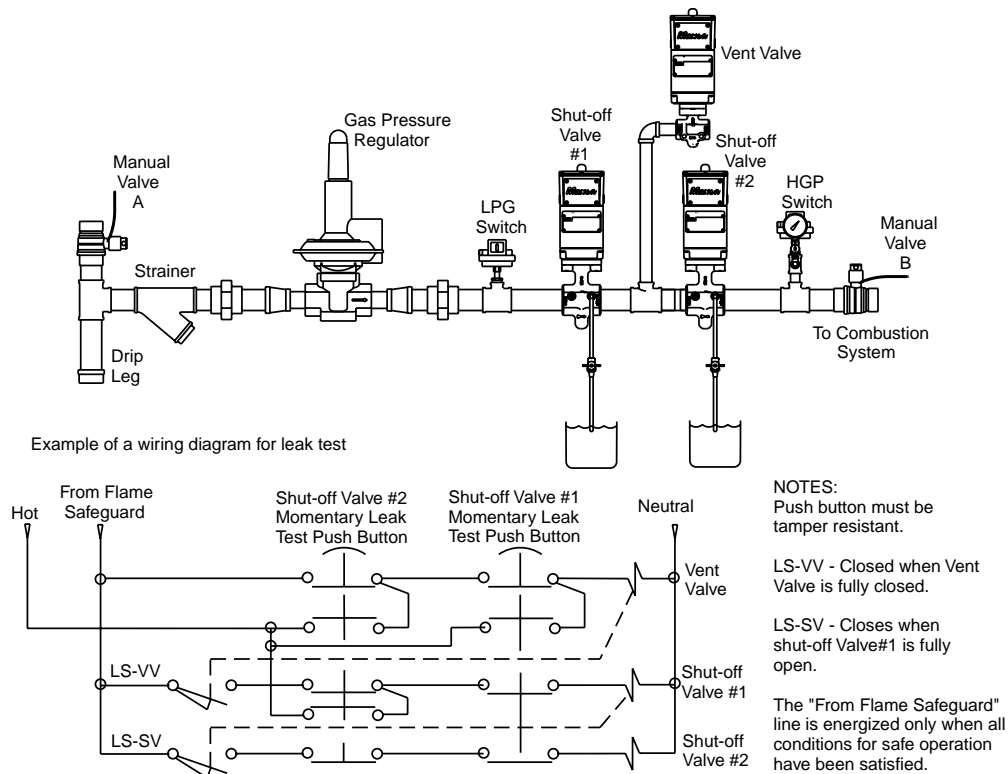 Vent Valve
Gas Pressure
Regulator
Shut-off
Valve
#1
Shut-off
Valve
#2
Manual
Valve
A
LPG
Switch
HGP
Switch
Manual
Valve
B
Strainer
Drip
Leg
To Combustion
System
Example of a wiring diagram for leak test
Hot
From Flame
Safeguard
Shut-off Valve #2
Momentary Leak
Test Push Button
Shut-off Valve #1
Momentary Leak
Test Push Button
Neutral
Vent
Valve
LS-VV
Shut-off
Valve #1
LS-SV
Shut-off
Valve #2
NOTES:
Push button must be
tamper resistant.
LS-VV - Closed when Vent
Valve is fully closed.
LS-SV - Closes when
shut-off Valve#1 is fully
open.
The "From Flame Safeguard"
line is energized only when all
conditions for safe operation
have been satisfied.